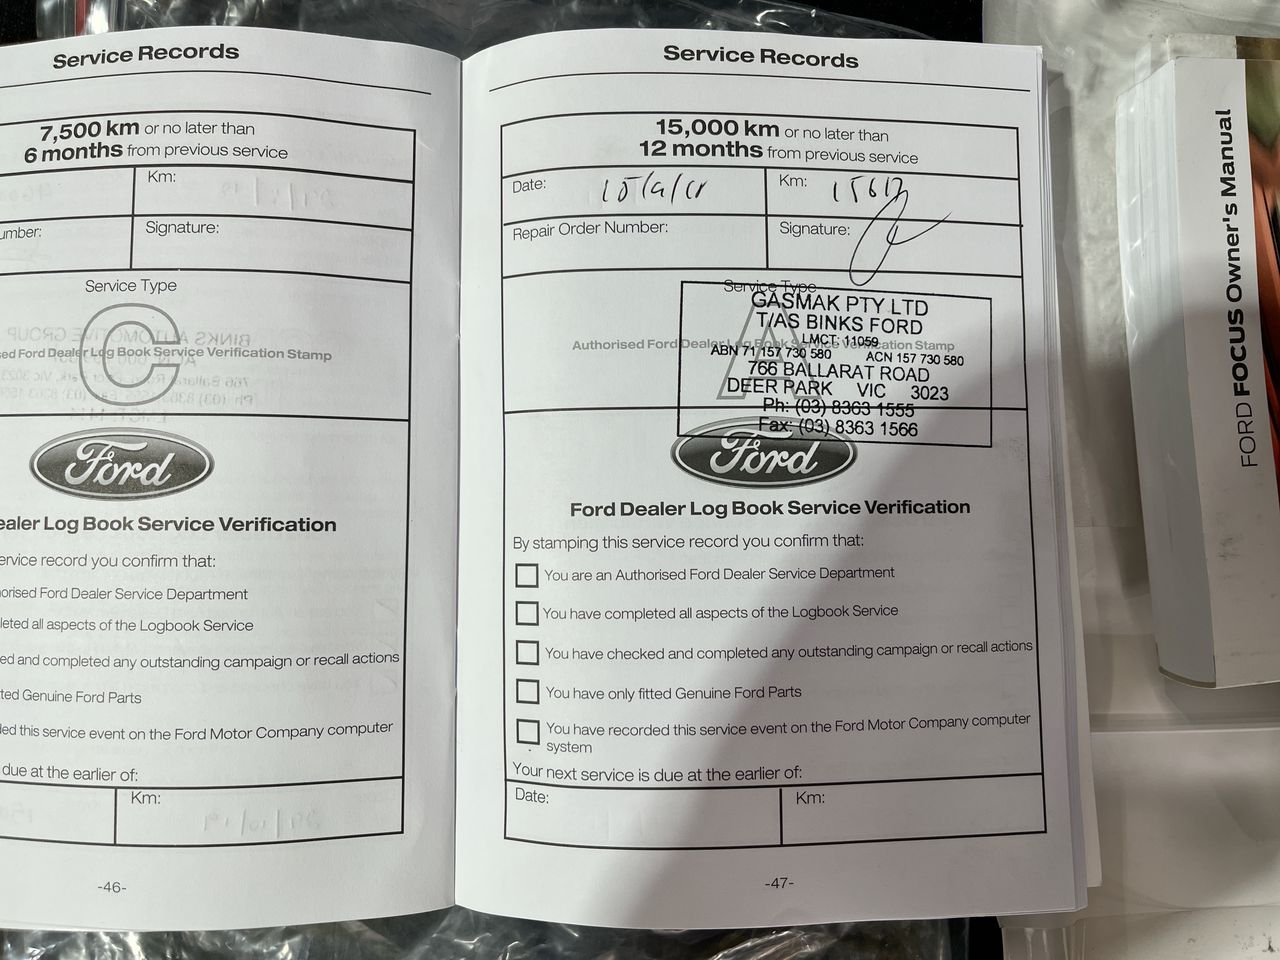 Service Records
7,500 km or no later than
6 months from previous service
Km:
umber:
Signature:
Service Type
C
sed Ford Dealer Log Book Service Verification Stamp
Ford
ealer Log Book Service Verification
ervice record you confirm that:
orised Ford Dealer Service Department
leted all aspects of the Logbook Service
ed and completed any outstanding campaign or recall actions
ted Genuine Ford Parts
ded this service event on the Ford Motor Company computer
due at the earlier of:
Km:
-46-
Service Records
15,000 km or no later than
12 months from previous service
Date:
Km:
Repair Order Number:
Signature:
Service Type
A
Authorised Ford Dealer Log Book Service Verification Stamp
GASMAK PTY LTD
T/AS BINKS FORD
LMCT: 11059
ABN 71 157 730 580 ACN 157 730 580
766 BALLARAT ROAD
DEER PARK VIC 3023
Ph: (03) 8363 1555
Fax: (03) 8363 1566
Ford
Ford Dealer Log Book Service Verification
By stamping this service record you confirm that:
You are an Authorised Ford Dealer Service Department
You have completed all aspects of the Logbook Service
You have checked and completed any outstanding campaign or recall actions
You have only fitted Genuine Ford Parts
You have recorded this service event on the Ford Motor Company computer
system
Your next service is due at the earlier of:
Date:
Km:
-47-
FORD FOCUS Owner's Manual